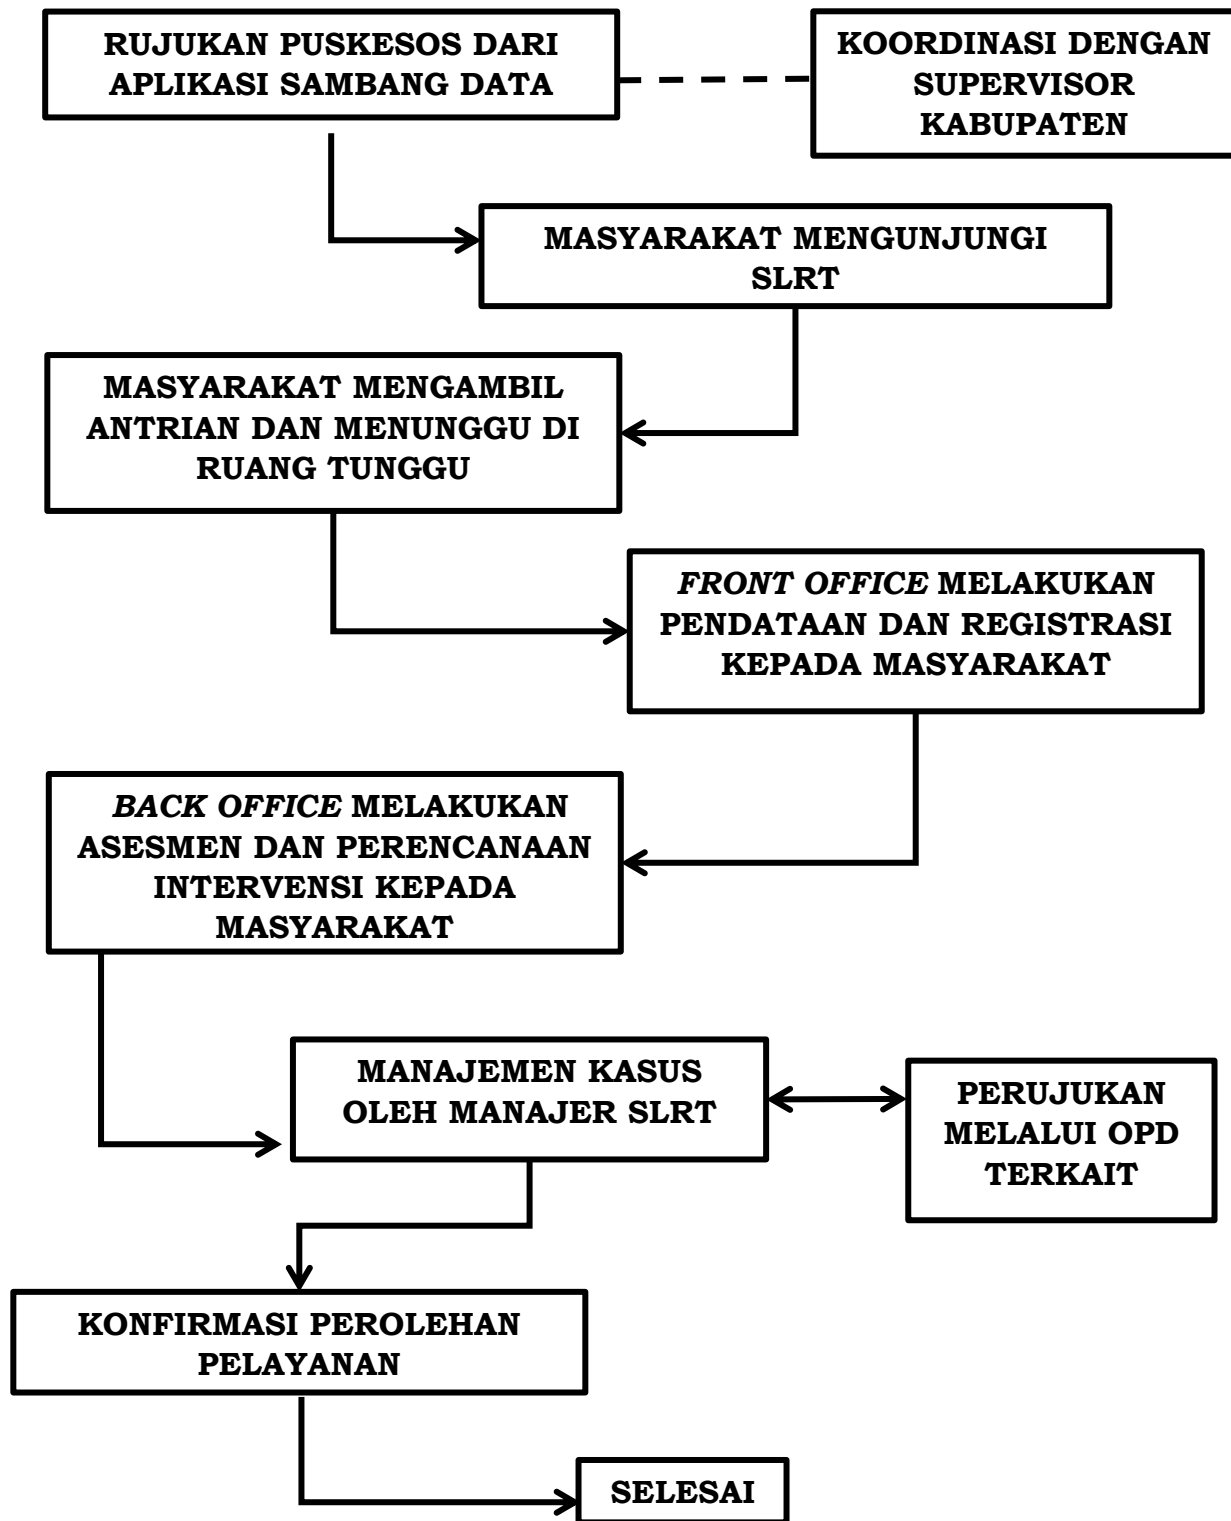 RUJUKAN PUSKESOS DARI
APLIKASI SAMBANG DATA
KOORDINASI DENGAN
SUPERVISOR
KABUPATEN
MASYARAKAT MENGUNJUNGI
SLRT
MASYARAKAT MENGAMBIL
ANTRIAN DAN MENUNGGU DI
RUANG TUNGGU
FRONT OFFICE MELAKUKAN
PENDATAAN DAN REGISTRASI
KEPADA MASYARAKAT
BACK OFFICE MELAKUKAN
ASESMEN DAN PERENCANAAN
INTERVENSI KEPADA
MASYARAKAT
MANAJEMEN KASUS
OLEH MANAJER SLRT
PERUJUKAN
MELALUI OPD
TERKAIT
KONFIRMASI PEROLEHAN
PELAYANAN
SELESAI